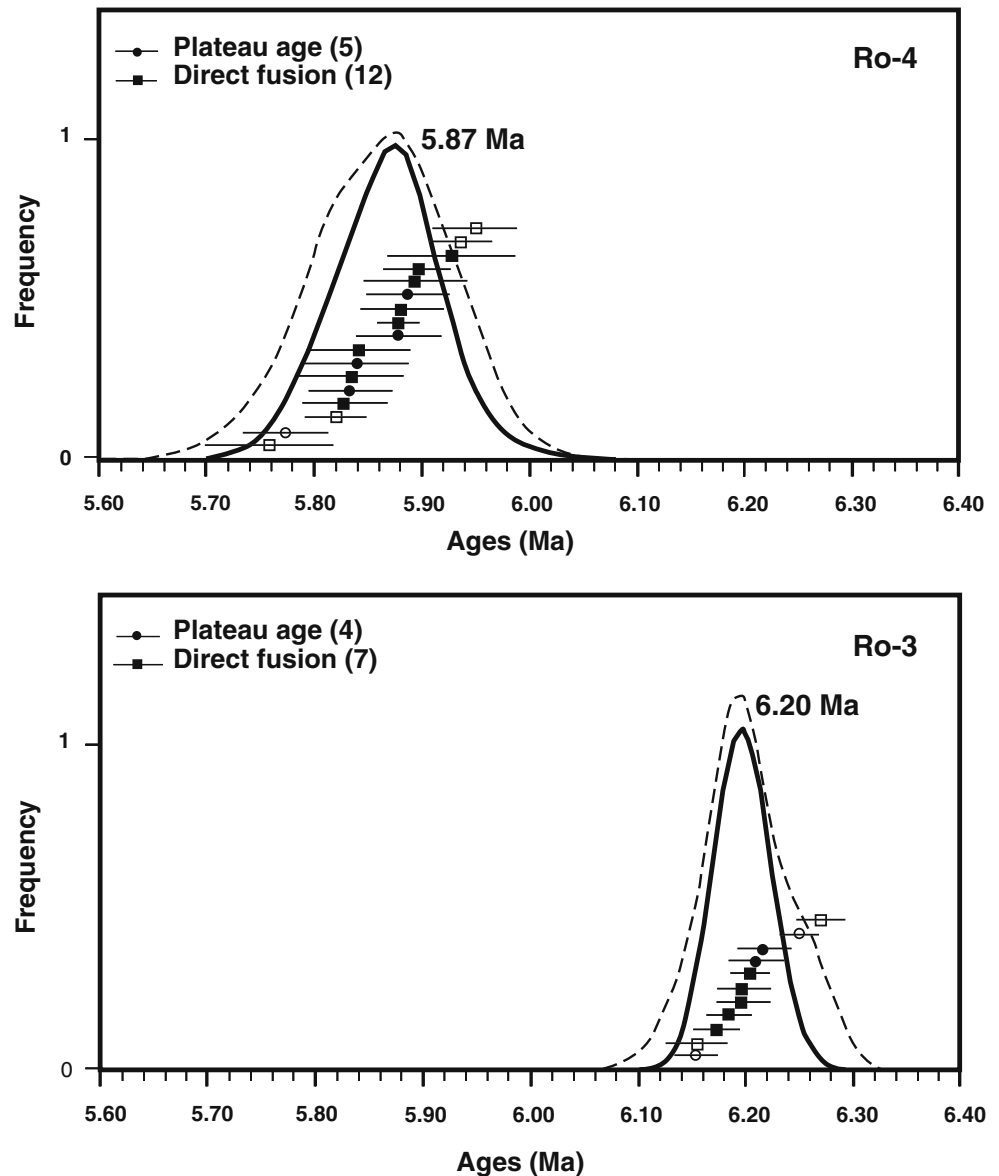 Plateau age (5)
Direct fusion (12)
Ro-4
5.87 Ma
1
0
Frequency
5.60 5.70 5.80 5.90 6.00 6.10 6.20 6.30 6.40
Ages (Ma)
Plateau age (4)
Direct fusion (7)
Ro-3
6.20 Ma
1
0
Frequency
5.60 5.70 5.80 5.90 6.00 6.10 6.20 6.30 6.40
Ages (Ma)